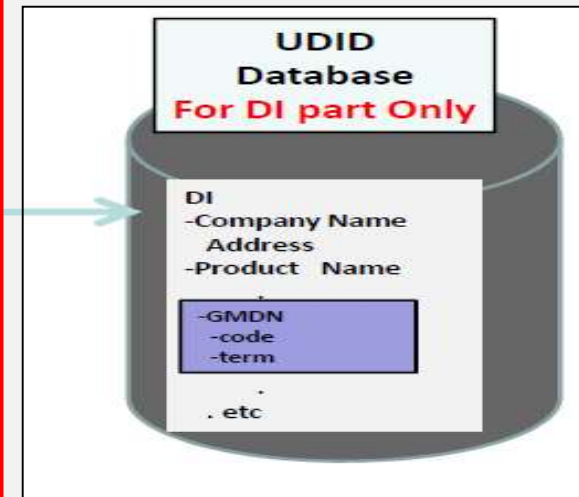 UDID
Database
For DI part Only
DI
-Company Name
Address
-Product Name
.
-GMDN
-code
-term
.
. etc